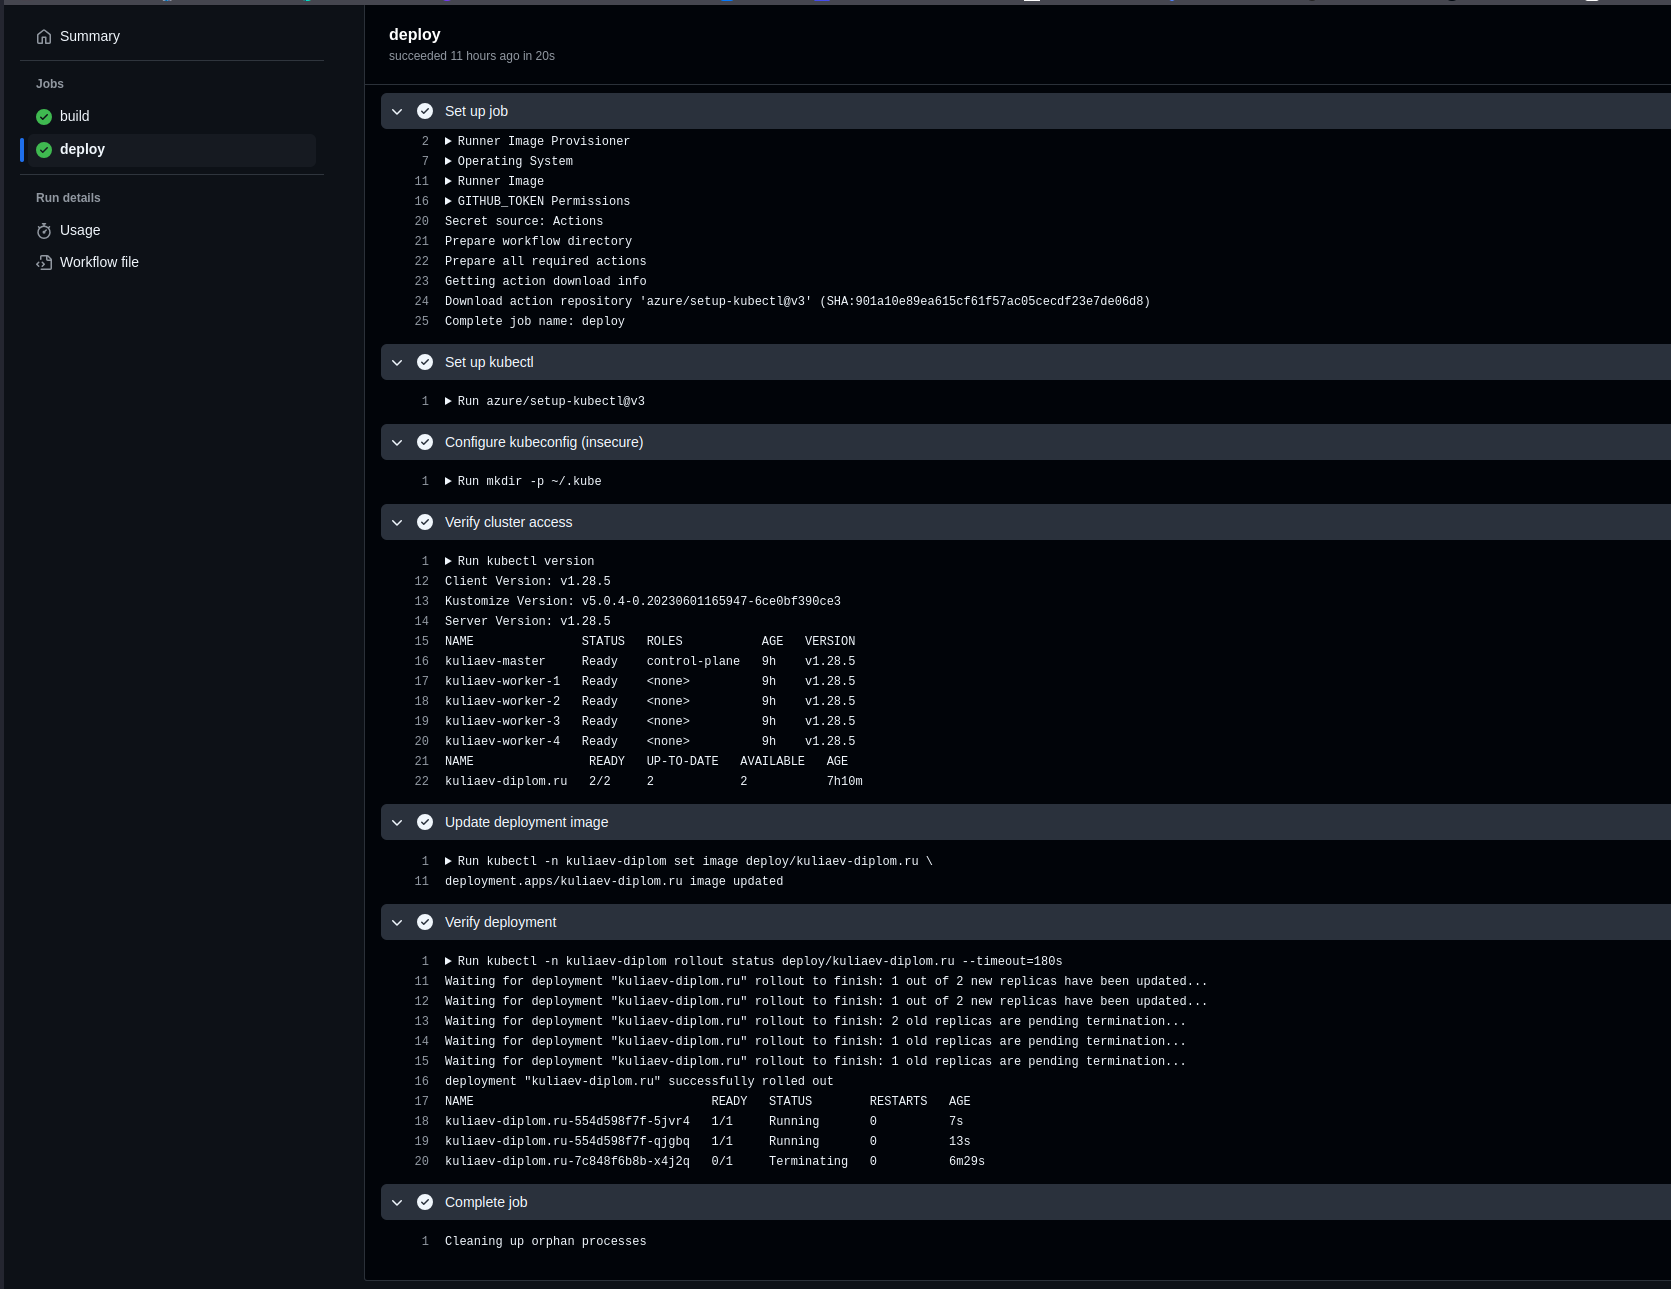 Summary
Jobs
build
deploy
Run details
Usage
Workflow file
deploy
succeeded 11 hours ago in 20s
Set up job
2 Runner Image Provisioner
7 Operating System
11 Runner Image
16 GITHUB_TOKEN Permissions
20 Secret source: Actions
21 Prepare workflow directory
22 Prepare all required actions
23 Getting action download info
24 Download action repository 'azure/setup-kubectl@v3' (SHA:901a10e89ea615cf61f57ac05cecdf23e7de06d8)
25 Complete job name: deploy
Set up kubectl
1 Run azure/setup-kubectl@v3
Configure kubeconfig (insecure)
1 Run mkdir -p ~/.kube
Verify cluster access
1 Run kubectl version
12 Client Version: v1.28.5
13 Kustomize Version: v5.0.4-0.20230601165947-6ce0bf390ce3
14 Server Version: v1.28.5
15 NAME STATUS ROLES AGE VERSION
16 kuliaev-master Ready control-plane 9h v1.28.5
17 kuliaev-worker-1 Ready <none> 9h v1.28.5
18 kuliaev-worker-2 Ready <none> 9h v1.28.5
19 kuliaev-worker-3 Ready <none> 9h v1.28.5
20 kuliaev-worker-4 Ready <none> 9h v1.28.5
21 NAME READY UP-TO-DATE AVAILABLE AGE
22 kuliaev-diplom.ru 2/2 2 2 7h10m
Update deployment image
1 Run kubectl -n kuliaev-diplom set image deploy/kuliaev-diplom.ru \
11 deployment.apps/kuliaev-diplom.ru image updated
Verify deployment
1 Run kubectl -n kuliaev-diplom rollout status deploy/kuliaev-diplom.ru --timeout=180s
11 Waiting for deployment "kuliaev-diplom.ru" rollout to finish: 1 out of 2 new replicas have been updated...
12 Waiting for deployment "kuliaev-diplom.ru" rollout to finish: 1 out of 2 new replicas have been updated...
13 Waiting for deployment "kuliaev-diplom.ru" rollout to finish: 2 old replicas are pending termination...
14 Waiting for deployment "kuliaev-diplom.ru" rollout to finish: 1 old replicas are pending termination...
15 Waiting for deployment "kuliaev-diplom.ru" rollout to finish: 1 old replicas are pending termination...
16 deployment "kuliaev-diplom.ru" successfully rolled out
17 NAME READY STATUS RESTARTS AGE
18 kuliaev-diplom.ru-554d598f7f-5jvr4 1/1 Running 0 7s
19 kuliaev-diplom.ru-554d598f7f-qjgbq 1/1 Running 0 13s
20 kuliaev-diplom.ru-7c848f6b8b-x4j2q 0/1 Terminating 0 6m29s
Complete job
1 Cleaning up orphan processes